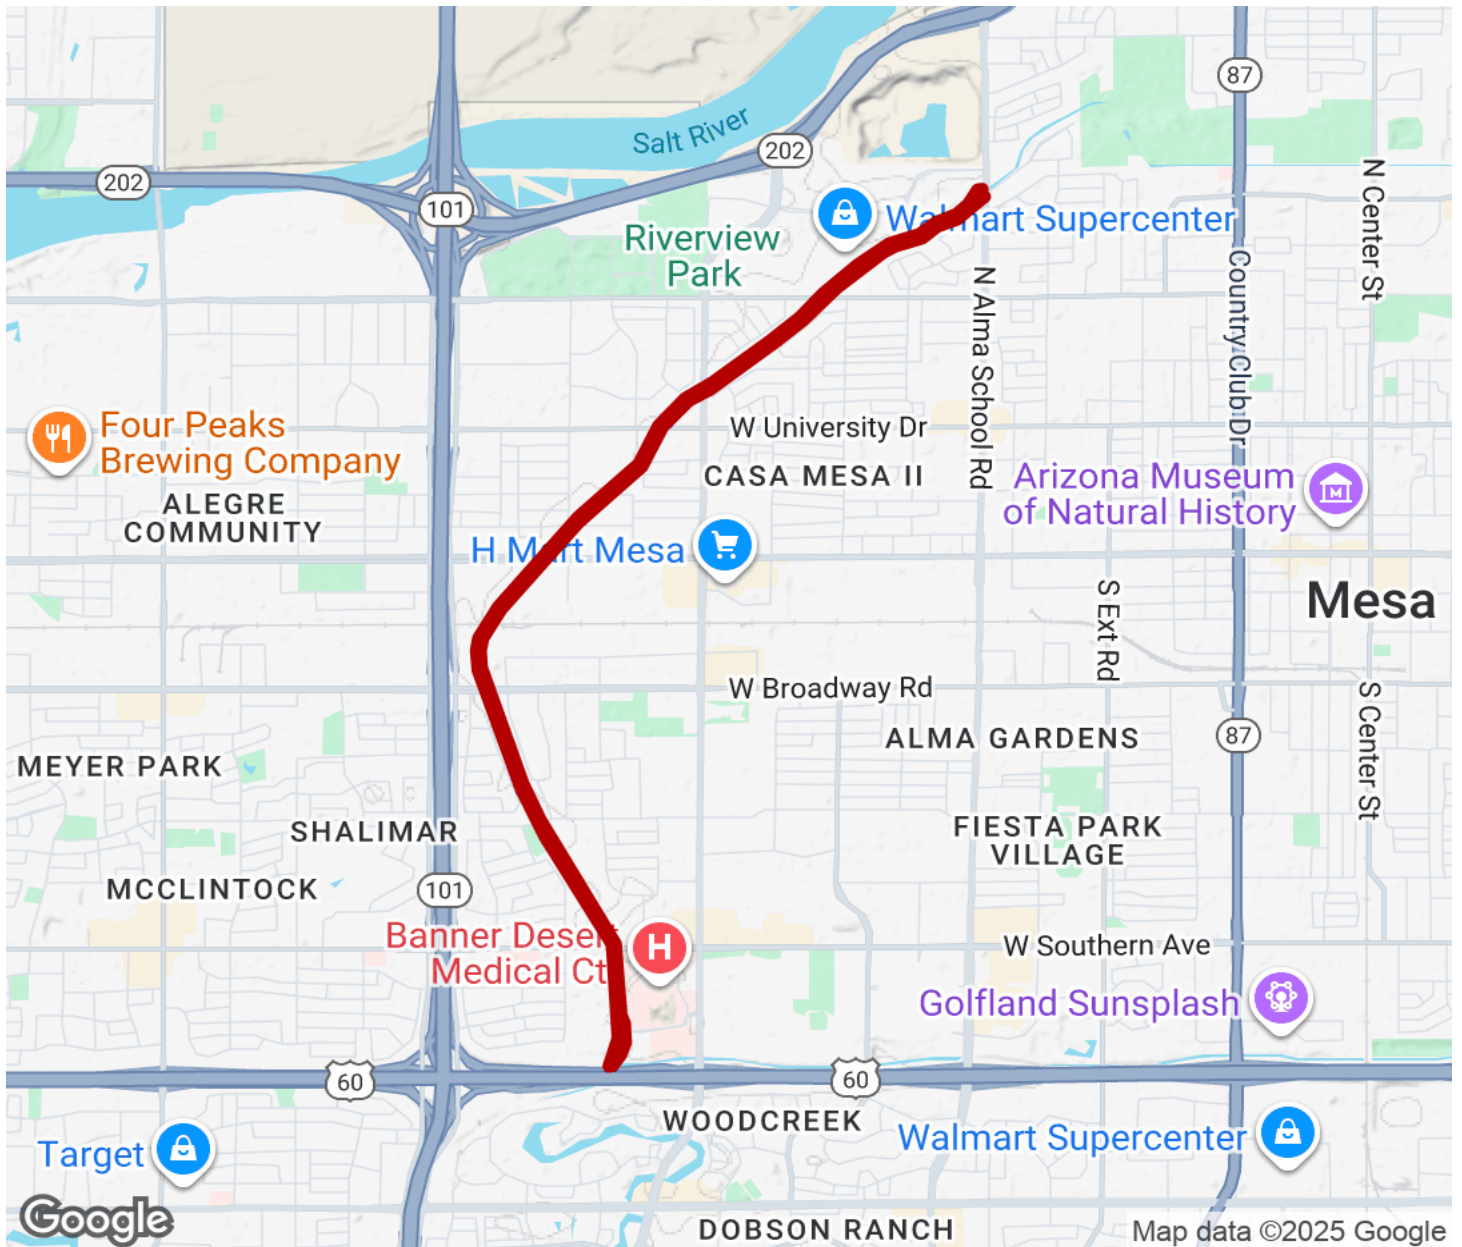 87
Salt River
202
202
N Center St
101
Walmart Supercenter
Riverview
Park
Country Club Dr
N Alma School Rd
Four Peaks
Brewing Company
W University Dr
CASA MESA II
Arizona Museum
of Natural History
ALEGRE
COMMUNITY
H Mart Mesa
Mesa
S Ext Rd
W Broadway Rd
S Center St
ALMA GARDENS
87
MEYER PARK
SHALIMAR
FIESTA PARK
VILLAGE
MCCLINTOCK
101
Banner Desert
Medical Ct
H
W Southern Ave
Golfland Sunsplash
60
60
WOODCREEK
Walmart Supercenter
Target
Google
DOBSON RANCH
Map data ©2025 Google